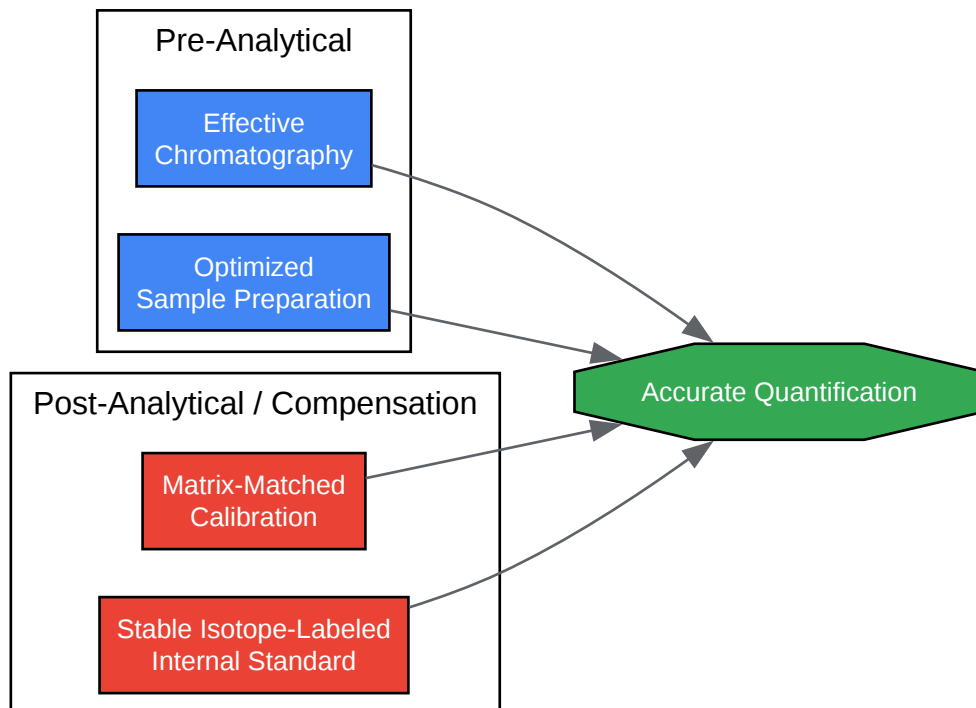 Pre-Analytical
Effective
Chromatography
Optimized
Sample Preparation
Post-Analytical / Compensation
Matrix-Matched
Calibration
Stable Isotope-Labeled
Internal Standard
Accurate Quantification